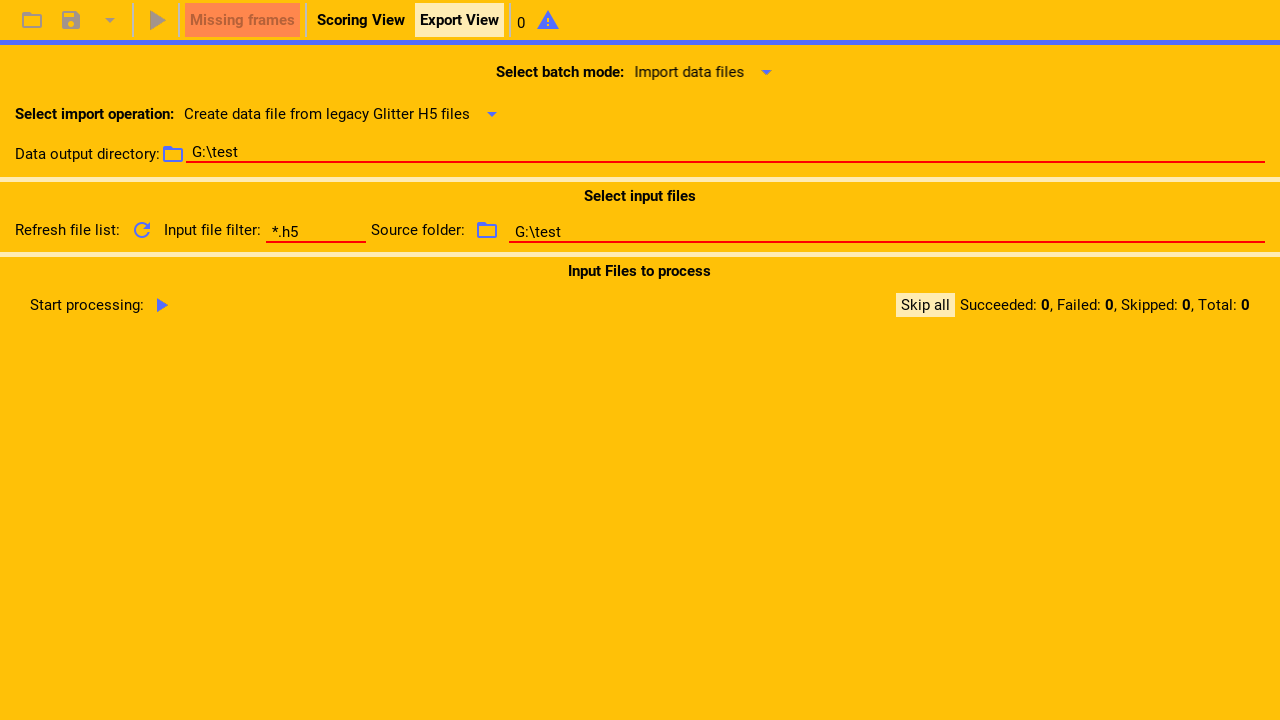 Missing frames Scoring View Export View 0
Select batch mode: Import data files
Select import operation: Create data file from legacy Glitter H5 files
Data output directory: G:\test
Select input files
Refresh file list: Input file filter: *.h5 Source folder: G:\test
Input Files to process
Start processing: Skip all Succeeded: 0, Failed: 0, Skipped: 0, Total: 0